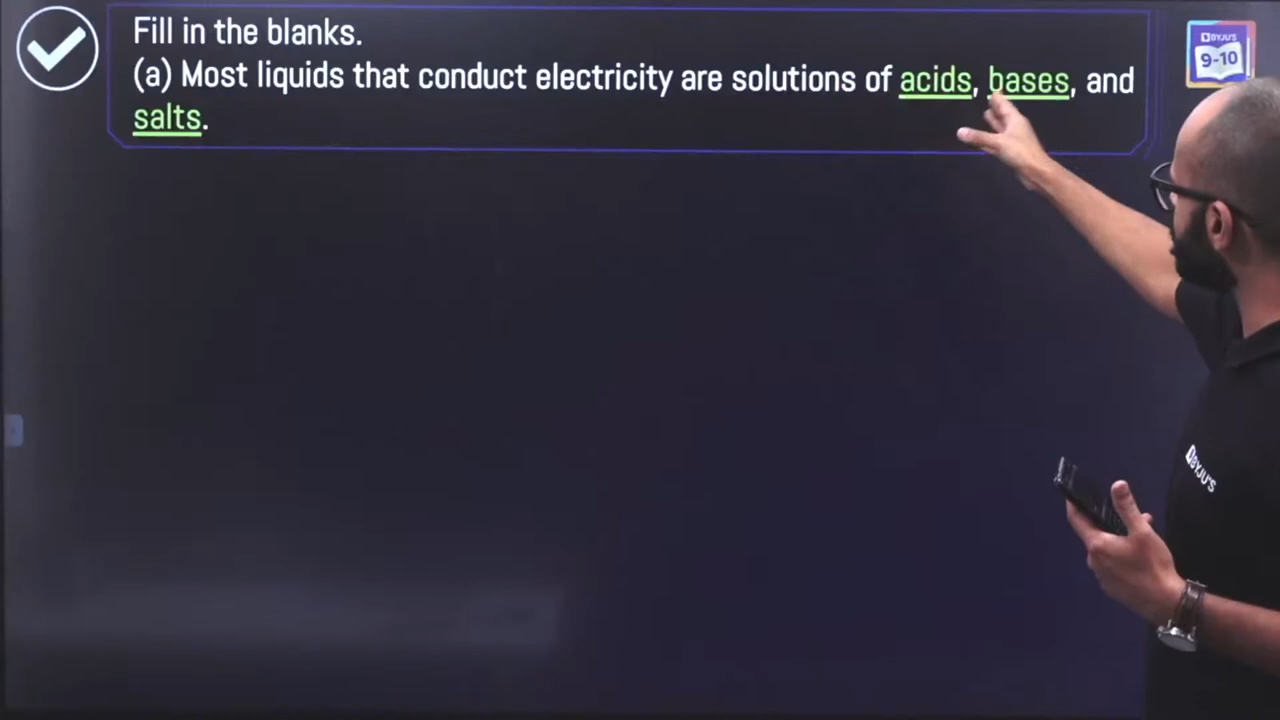 Fill in the blanks.
(a) Most liquids that conduct electricity are solutions of acids, bases, and
salts.
BYJU'S
9-10
BYJU'S